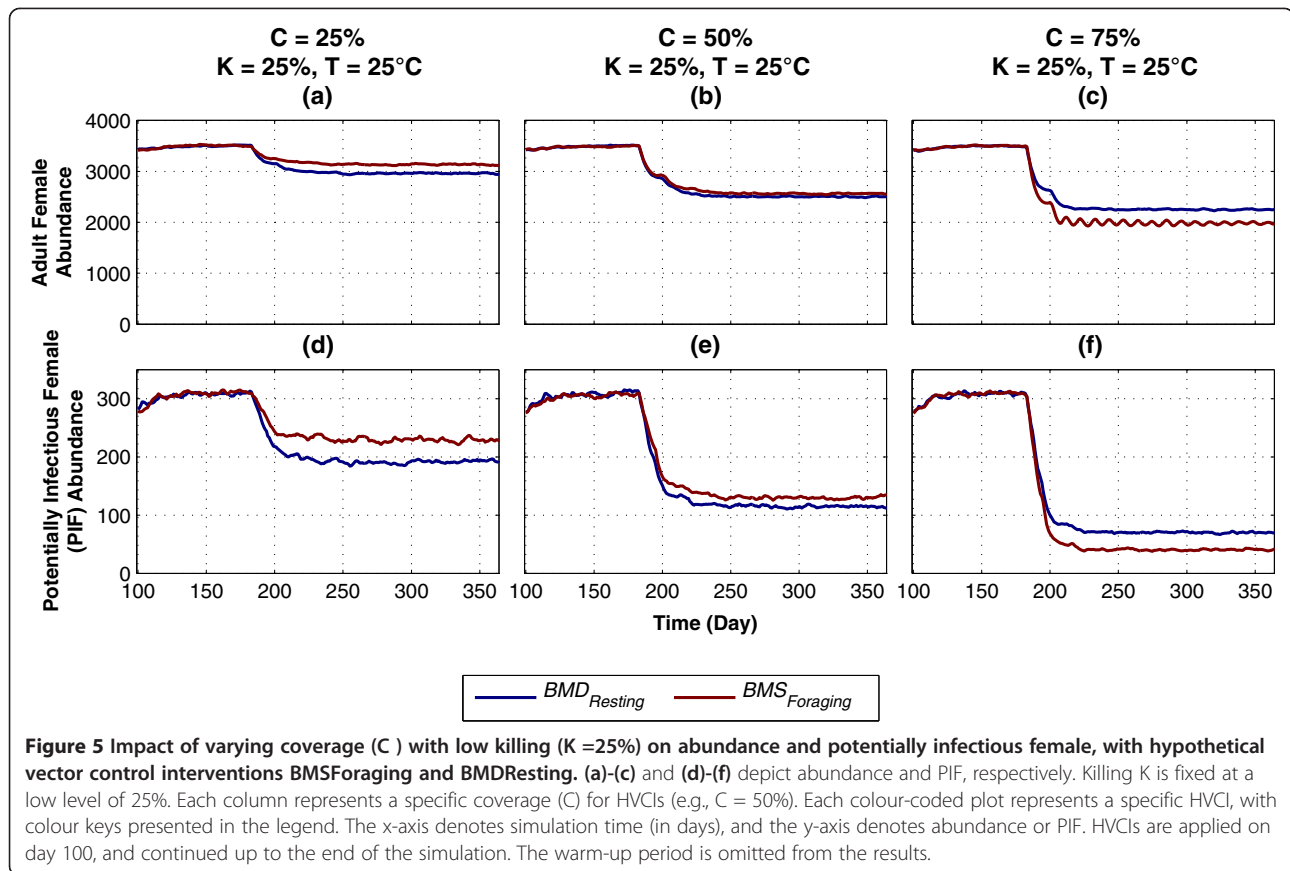 C = 25%
K = 25%, T = 25°C
(a)
C = 50%
K = 25%, T = 25°C
(b)
C = 75%
K = 25%, T = 25°C
(c)
Adult Female
Abundance
4000
3000
2000
1000
0
(d)
(e)
(f)
Potentially Infectious Female
(PIF) Abundance
300
200
100
0
100 150 200 250 300 350
100 150 200 250 300 350
100 150 200 250 300 350
Time (Day)
BMD Resting
BMS Foraging
Figure 5 Impact of varying coverage (C ) with low killing (K =25%) on abundance and potentially infectious female, with hypothetical
vector control interventions BMSForaging and BMDResting. (a)-(c) and (d)-(f) depict abundance and PIF, respectively. Killing K is fixed at a
low level of 25%. Each column represents a specific coverage (C) for HVCIs (e.g., C = 50%). Each colour-coded plot represents a specific HVCI, with
colour keys presented in the legend. The x-axis denotes simulation time (in days), and the y-axis denotes abundance or PIF. HVCIs are applied on
day 100, and continued up to the end of the simulation. The warm-up period is omitted from the results.